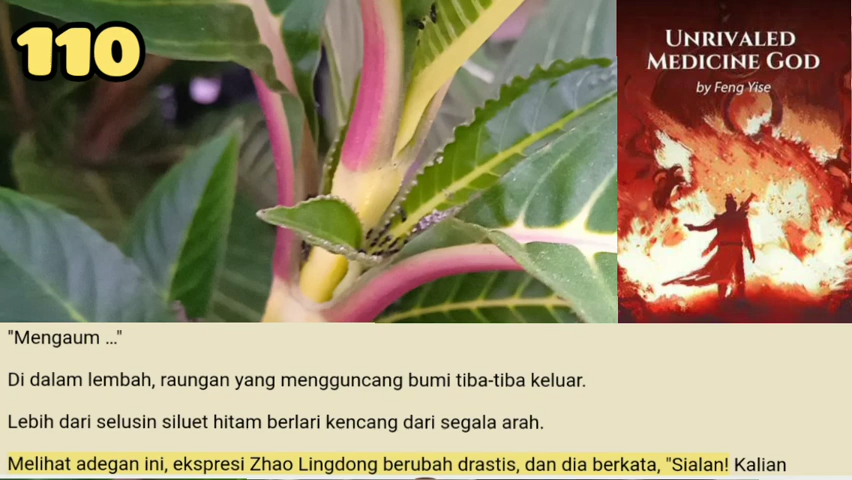 110
UNRIVALED
MEDICINE GOD
by Feng Yise
"Mengaum ..."
Di dalam lembah, raungan yang mengguncang bumi tiba-tiba keluar.
Lebih dari selusin siluet hitam berlari kencang dari segala arah.
Melihat adegan ini, ekspresi Zhao Lingdong berubah drastis, dan dia berkata, "Sialan! Kalian